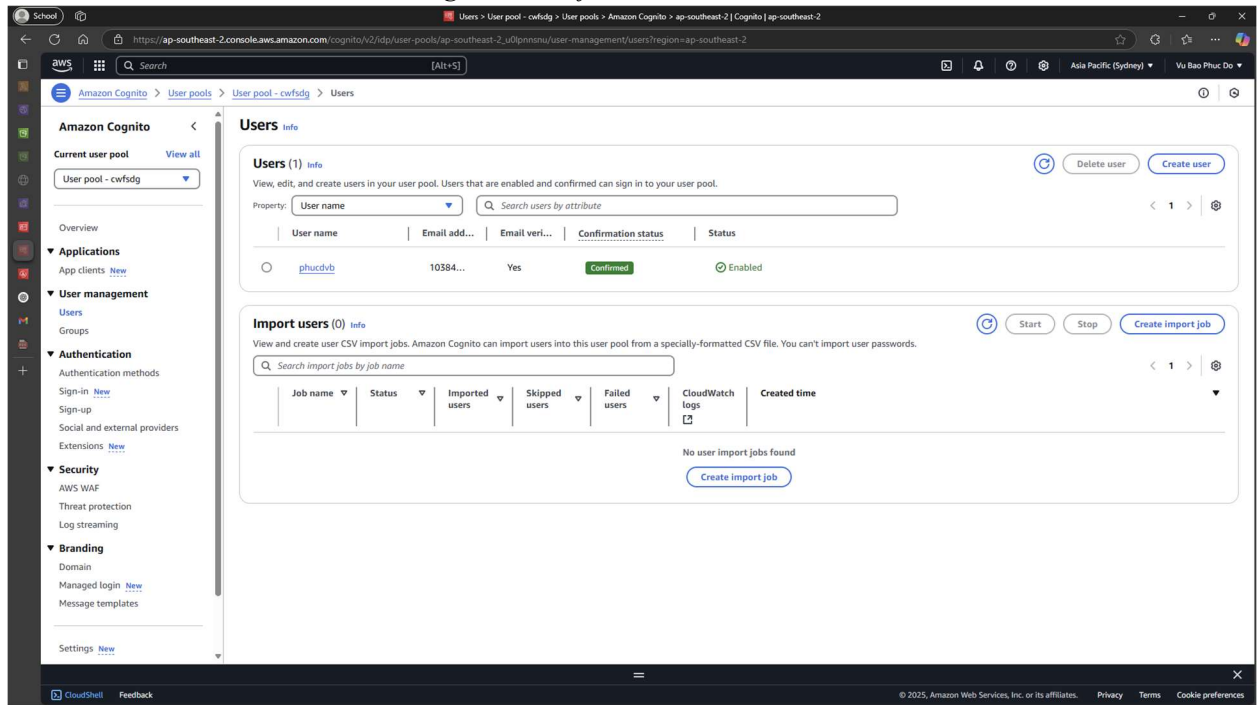 School
Users > User pool - cwfsdg > User pools > Amazon Cognito > ap-southeast-2 | Cognito | ap-southeast-2
https://ap-southeast-2.console.aws.amazon.com/cognito/v2/idp/user-pools/ap-southeast-2_u0lpnnsnu/user-management/users?region=ap-southeast-2
aws Search [Alt+S] Asia Pacific (Sydney) Vu Bao Phuc Do
Amazon Cognito > User pools > User pool - cwfsdg > Users
Amazon Cognito
Current user pool View all
User pool - cwfsdg
Overview
Applications
App clients New
User management
Users
Groups
Authentication
Authentication methods
Sign-in New
Sign-up
Social and external providers
Extensions New
Security
AWS WAF
Threat protection
Log streaming
Branding
Domain
Managed login New
Message templates
Settings New
Users Info
Users (1) Info
Delete user Create user
View, edit, and create users in your user pool. Users that are enabled and confirmed can sign in to your user pool.
Property: User name Search users by attribute 1
User name Email add... Email veri... Confirmation status Status
phucdvb 10384... Yes Confirmed Enabled
Import users (0) Info
Start Stop Create import job
View and create user CSV import jobs. Amazon Cognito can import users into this user pool from a specially-formatted CSV file. You can't import user passwords.
Search import jobs by job name 1
Job name Status Imported users Skipped users Failed users CloudWatch logs Created time
No user import jobs found
Create import job
CloudShell Feedback © 2025, Amazon Web Services, Inc. or its affiliates. Privacy Terms Cookie preferences